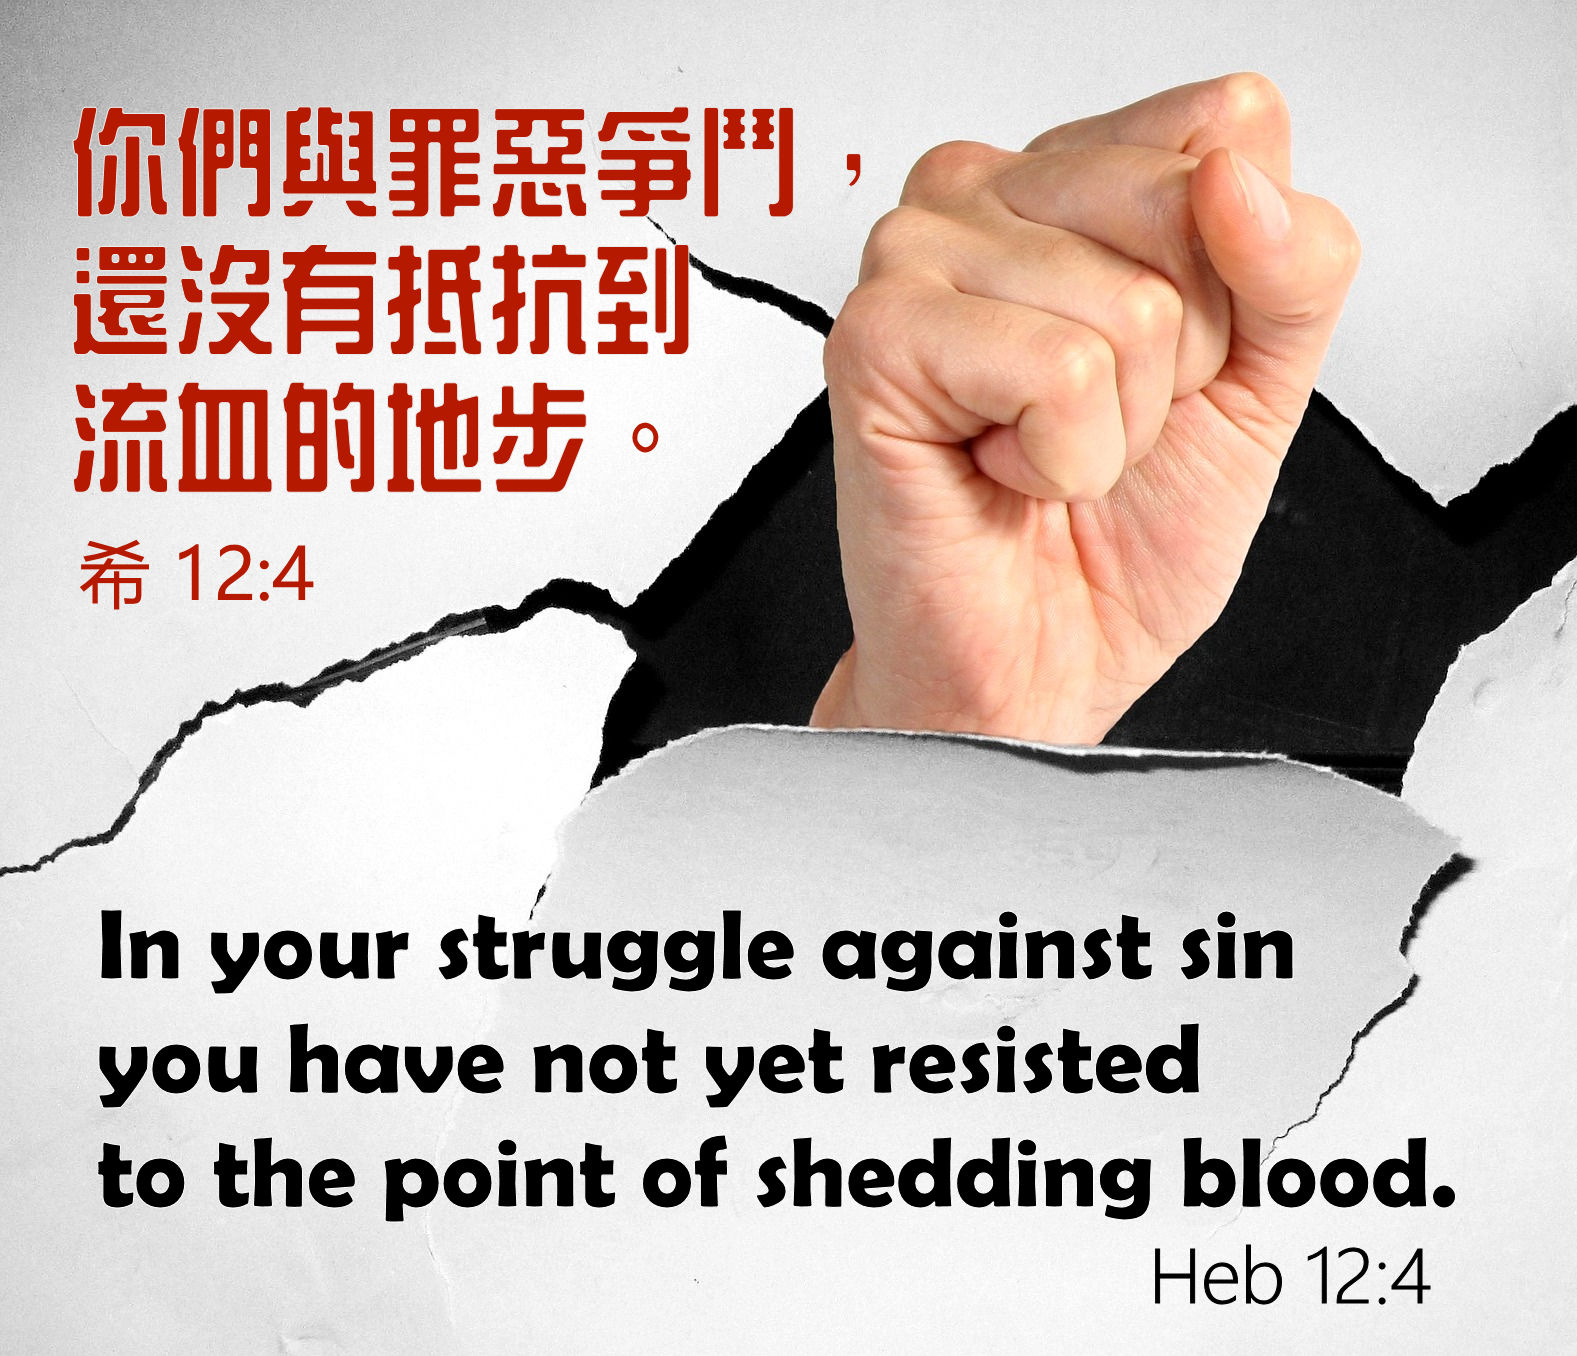 你們與罪惡爭鬥，
還沒有抵抗到
流血的地步。
希 12:4
In your struggle against sin
you have not yet resisted
to the point of shedding blood.
Heb 12:4